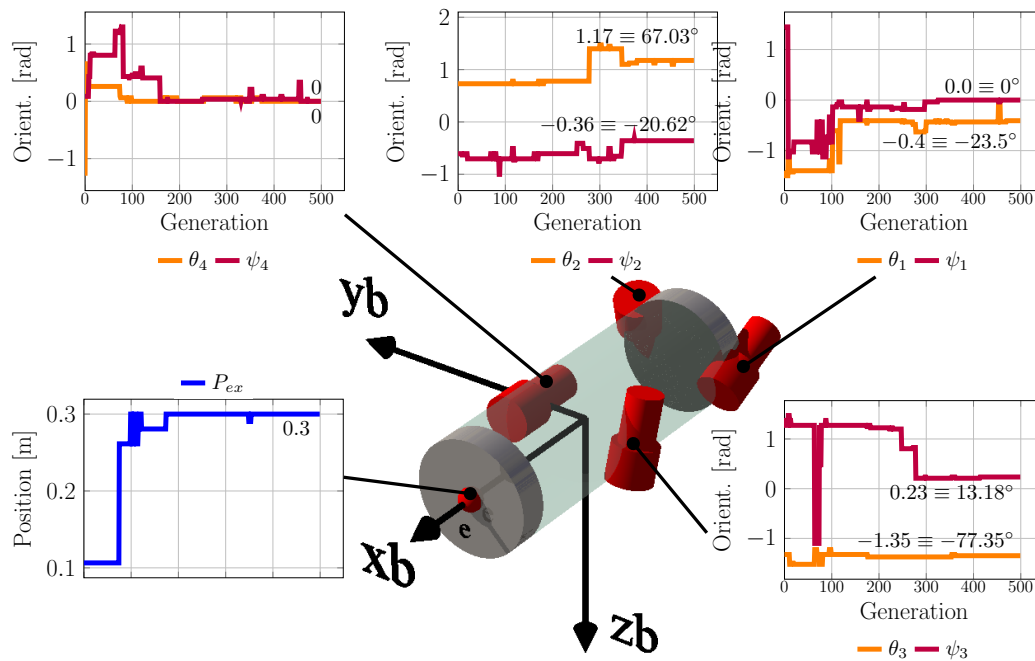 1
0
−1
Orient. [rad]
0
0
0 100 200 300 400 500
Generation
θ4 ψ4
2
1
0
−1
Orient. [rad]
1.17 ≡ 67.03°
−0.36 ≡ −20.62°
0 100 200 300 400 500
Generation
θ2 ψ2
1
0
−1
Orient. [rad]
0.0 ≡ 0°
−0.4 ≡ −23.5°
0 100 200 300 400 500
Generation
θ1 ψ1
yb
Pex
0.3
0.1
Position [m]
0.3
e
xb
zb
1
0
−1
Orient. [rad]
0.23 ≡ 13.18°
−1.35 ≡ −77.35°
0 100 200 300 400 500
Generation
θ3 ψ3